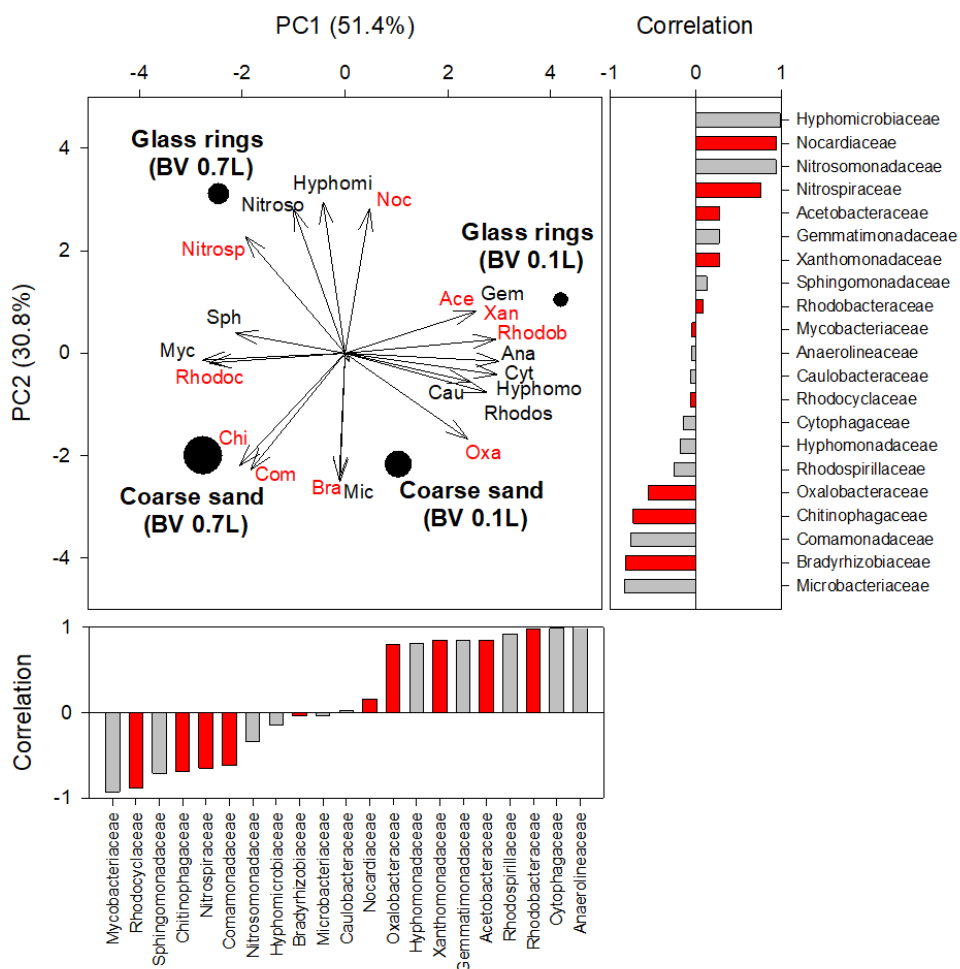 PC1 (51.4%)
Correlation
-4 -2 0 2 4
-1 0 1
PC2 (30.8%)
4
2
0
-2
-4
Glass rings
(BV 0.7L)
Hyphomi
Nitroso
Noc
Nitrosp
Glass rings
(BV 0.1L)
Ace
Gem
Xan
Rhodob
Sph
Myc
Rhodoc
Ana
Cyt
Cau
Hyphomo
Rhodos
Chi
Com
Oxa
Bra
Mic
Coarse sand
(BV 0.7L)
Coarse sand
(BV 0.1L)
Hyphomicrobiaceae
Nocardiaceae
Nitrosomonadaceae
Nitrospiraceae
Acetobacteraceae
Gemmatimonadaceae
Xanthomonadaceae
Sphingomonadaceae
Rhodobacteraceae
Mycobacteriaceae
Anaerolineaceae
Caulobacteraceae
Rhodocyclaceae
Cytophagaceae
Hyphomonadaceae
Rhodospirillaceae
Oxalobacteraceae
Chitinophagaceae
Comamonadaceae
Bradyrhizobiaceae
Microbacteriaceae
Correlation
1
0
-1
Mycobacteriaceae
Rhodocyclaceae
Sphingomonadaceae
Chitinophagaceae
Nitrospiraceae
Comamonadaceae
Nitrosomonadaceae
Hyphomicrobiaceae
Bradyrhizobiaceae
Microbacteriaceae
Caulobacteraceae
Nocardiaceae
Oxalobacteraceae
Hyphomonadaceae
Xanthomonadaceae
Gemmatimonadaceae
Acetobacteraceae
Rhodospirillaceae
Rhodobacteraceae
Cytophagaceae
Anaerolineaceae